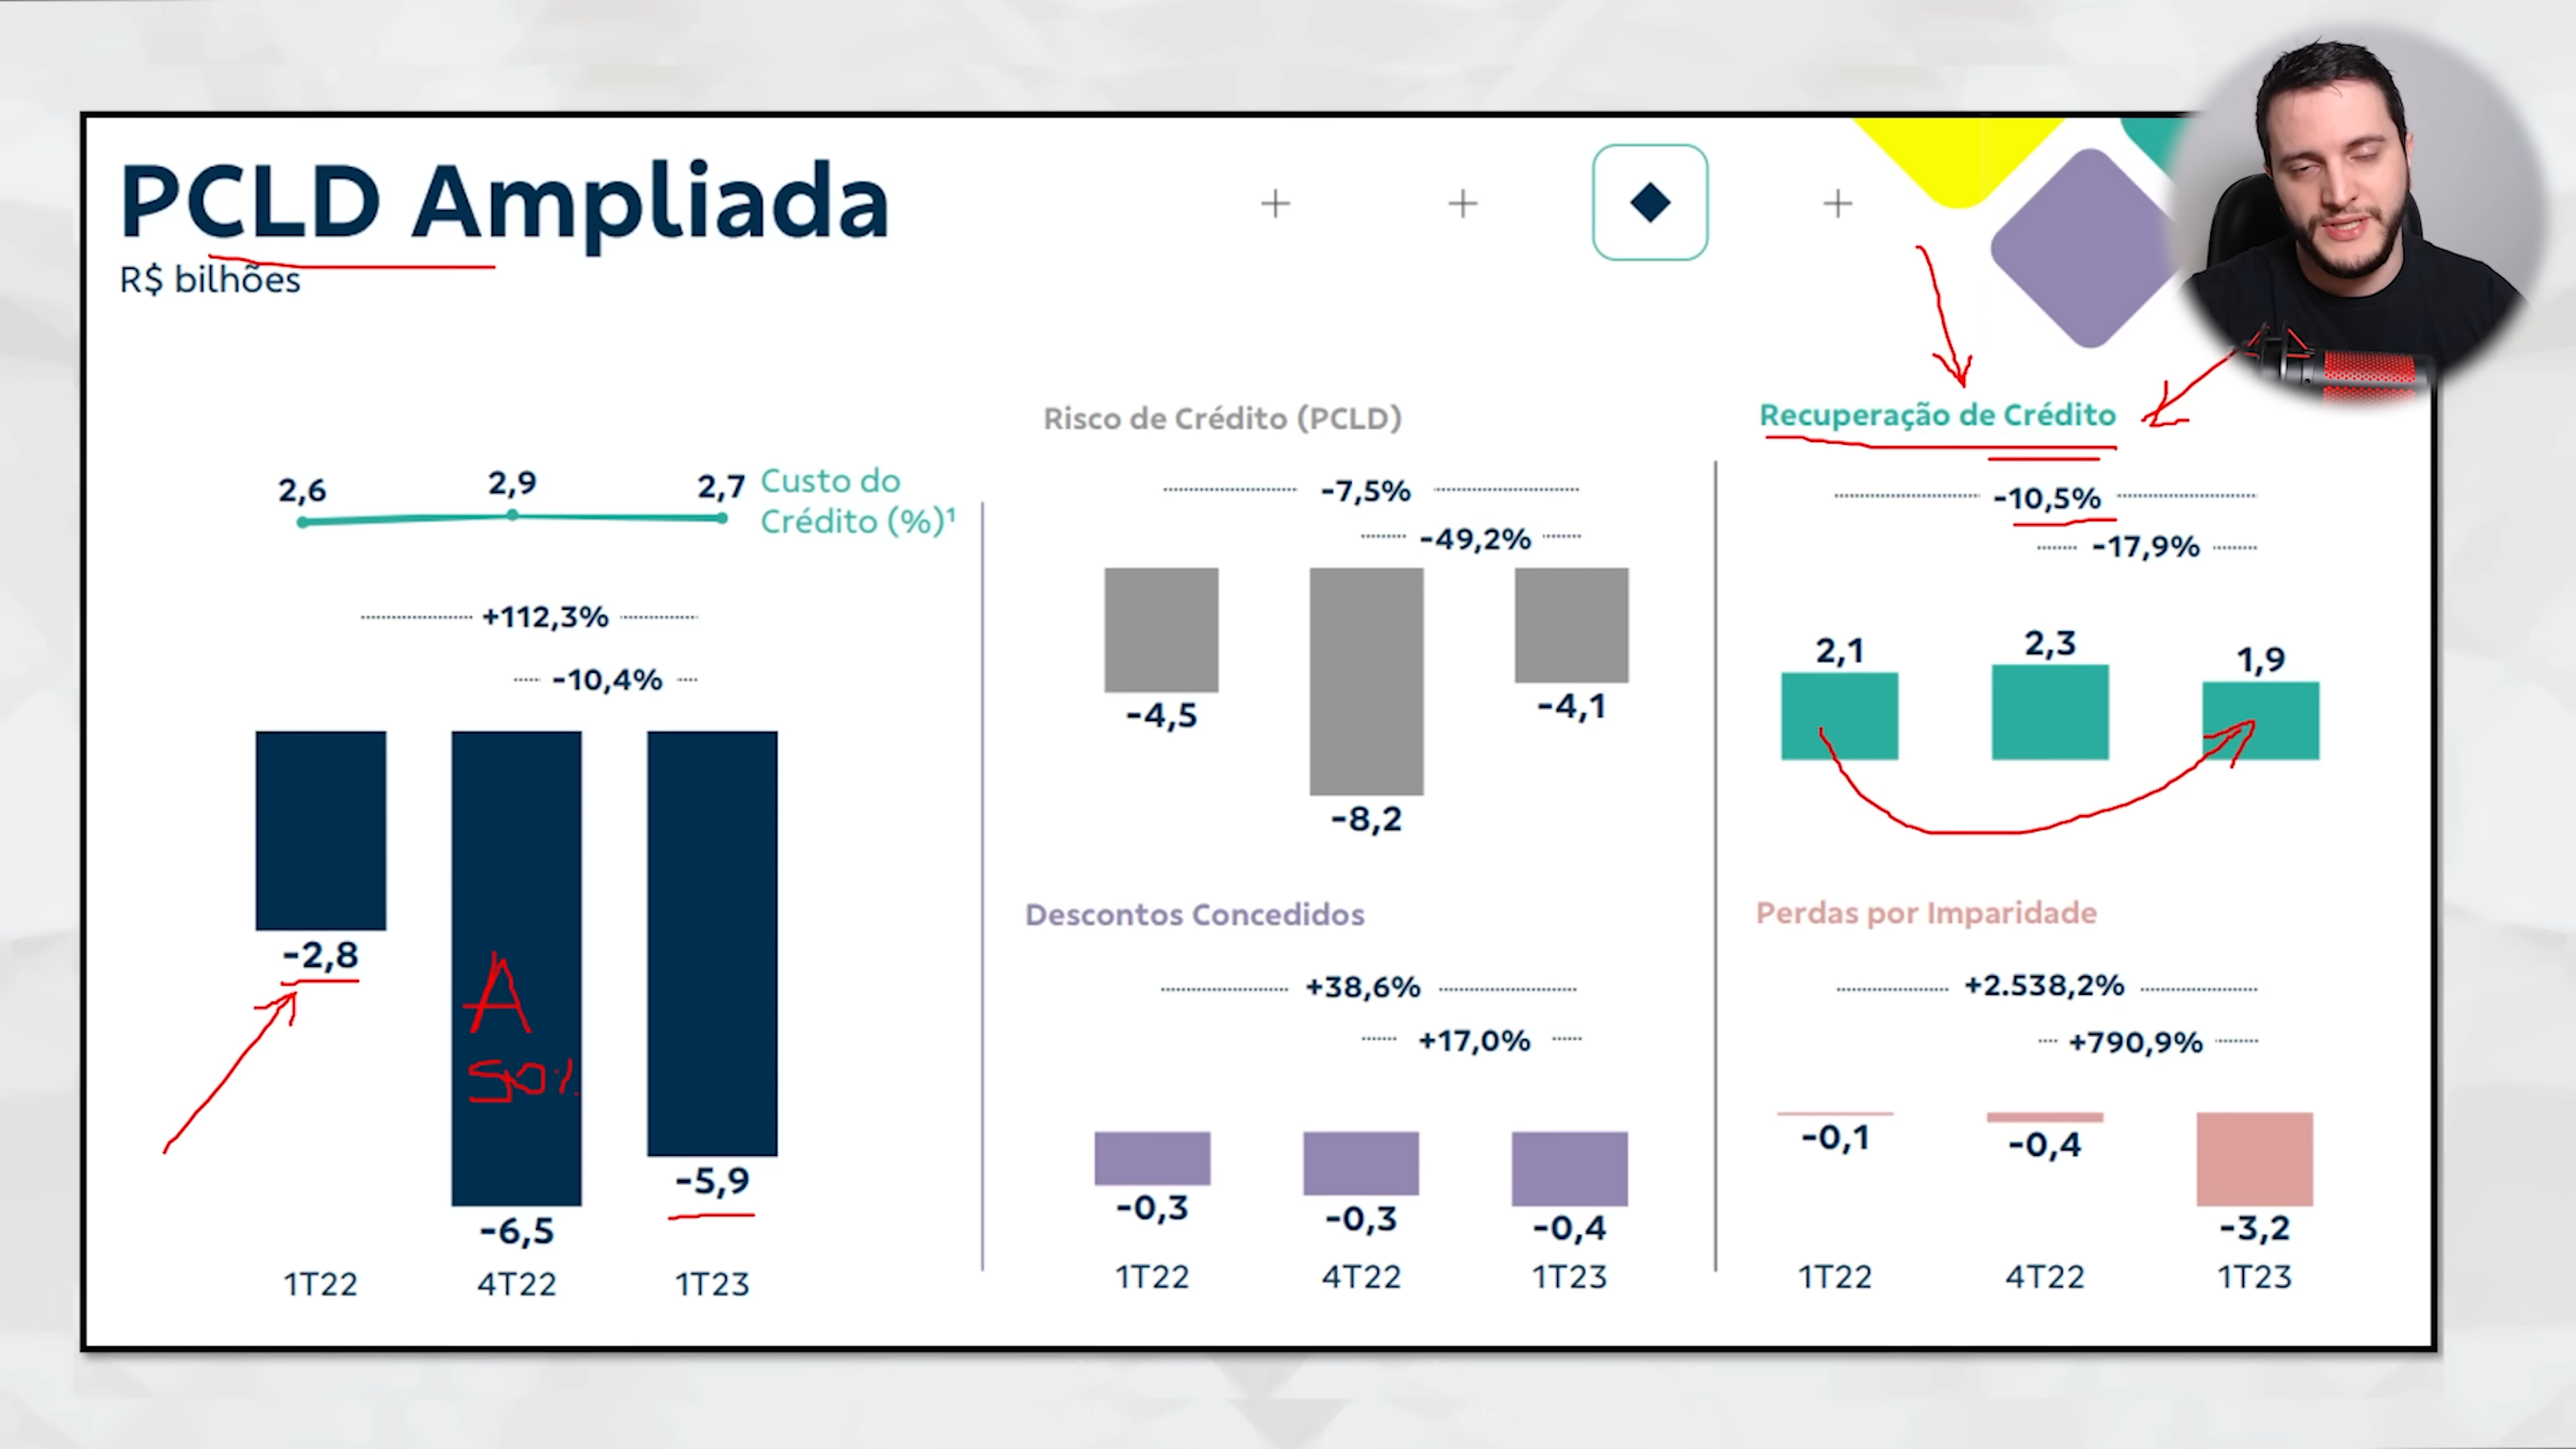 PCLD Ampliada
R$ bilhões
2,6
2,9
2,7
Custo do
Crédito (%)¹
+112,3%
-10,4%
-2,8
A
50%
-6,5
-5,9
1T22
4T22
1T23
Risco de Crédito (PCLD)
-7,5%
-49,2%
-4,5
-8,2
-4,1
Descontos Concedidos
+38,6%
+17,0%
-0,3
-0,3
-0,4
1T22
4T22
1T23
Recuperação de Crédito
-10,5%
-17,9%
2,1
2,3
1,9
Perdas por Imparidade
+2.538,2%
+790,9%
-0,1
-0,4
-3,2
1T22
4T22
1T23